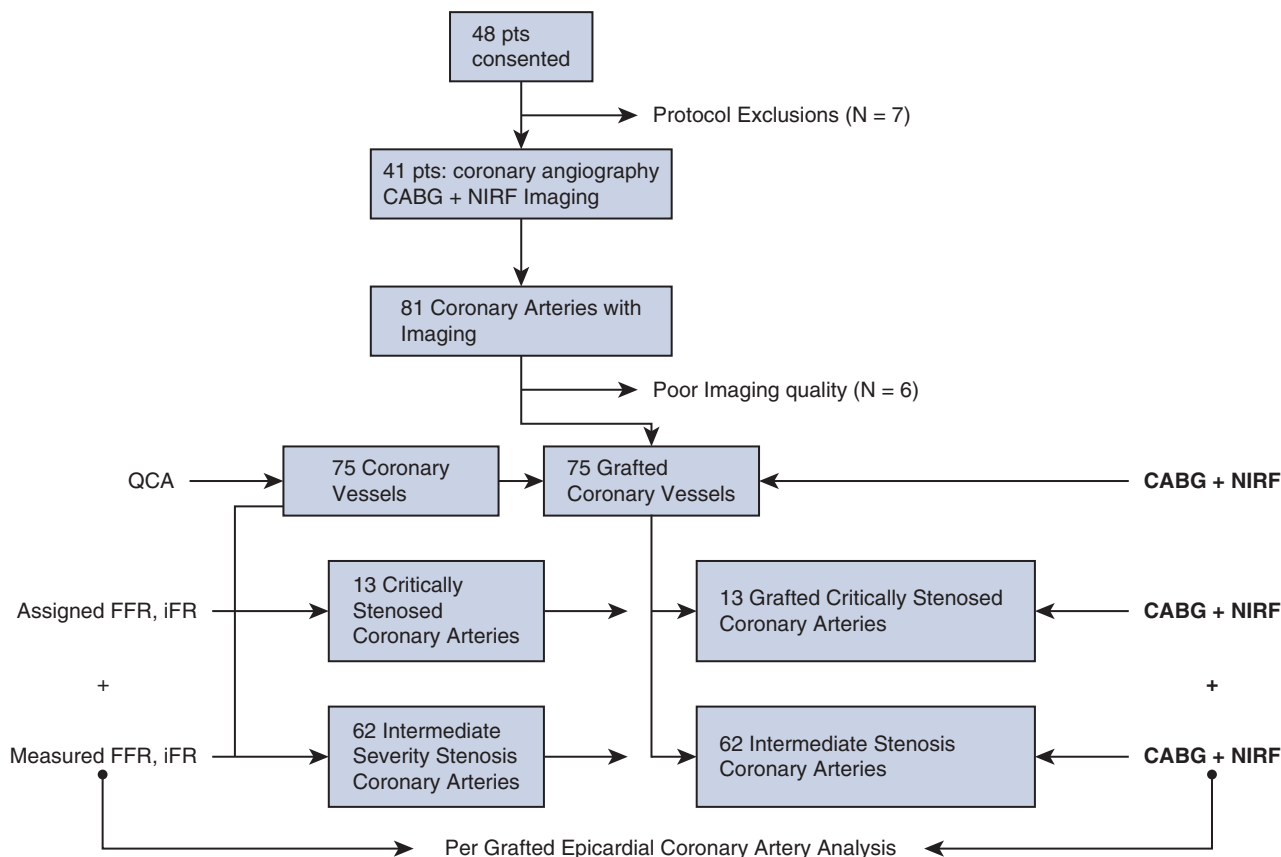 48 pts
consented
Protocol Exclusions (N = 7)
41 pts: coronary angiography
CABG + NIRF Imaging
81 Coronary Arteries with
Imaging
Poor Imaging quality (N = 6)
QCA
75 Coronary
Vessels
75 Grafted
Coronary Vessels
CABG + NIRF
Assigned FFR, iFR
13 Critically
Stenosed
Coronary Arteries
13 Grafted Critically Stenosed
Coronary Arteries
CABG + NIRF
+
+
Measured FFR, iFR
62 Intermediate
Severity Stenosis
Coronary Arteries
62 Intermediate Stenosis
Coronary Arteries
CABG + NIRF
Per Grafted Epicardial Coronary Artery Analysis